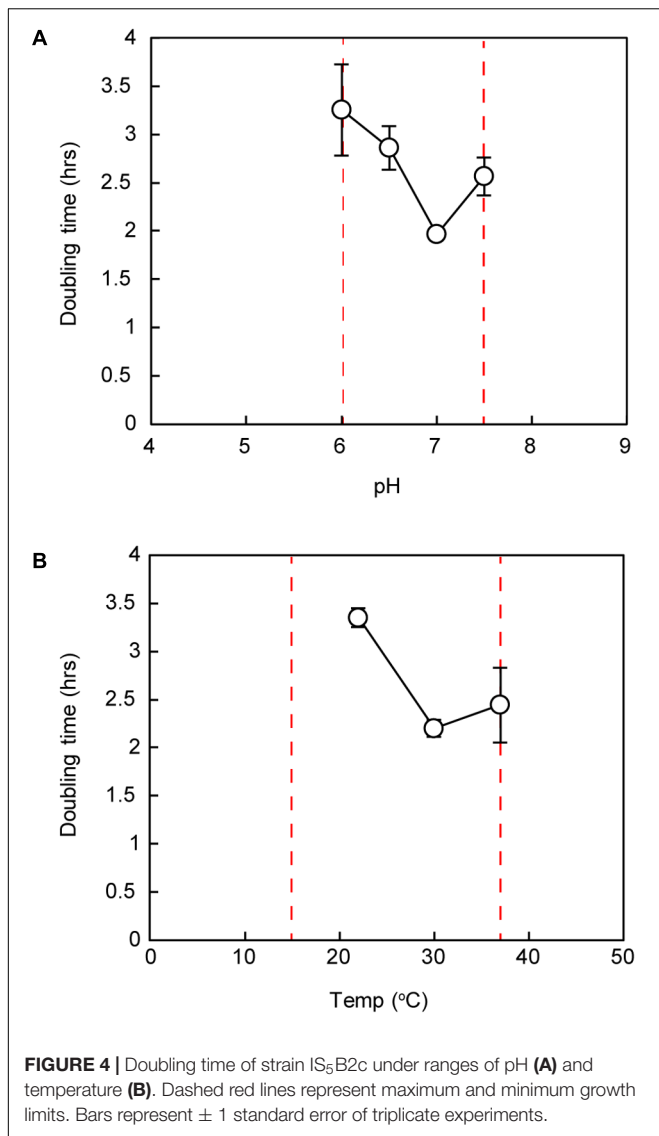 A
4
3.5
3
2.5
2
1.5
1
0.5
0
Doubling time (hrs)
4 5 6 7 8 9
pH
B
4
3.5
3
2.5
2
1.5
1
0.5
0
Doubling time (hrs)
0 10 20 30 40 50
Temp (°C)
FIGURE 4 | Doubling time of strain IS₅B2c under ranges of pH (A) and
temperature (B). Dashed red lines represent maximum and minimum growth
limits. Bars represent ± 1 standard error of triplicate experiments.